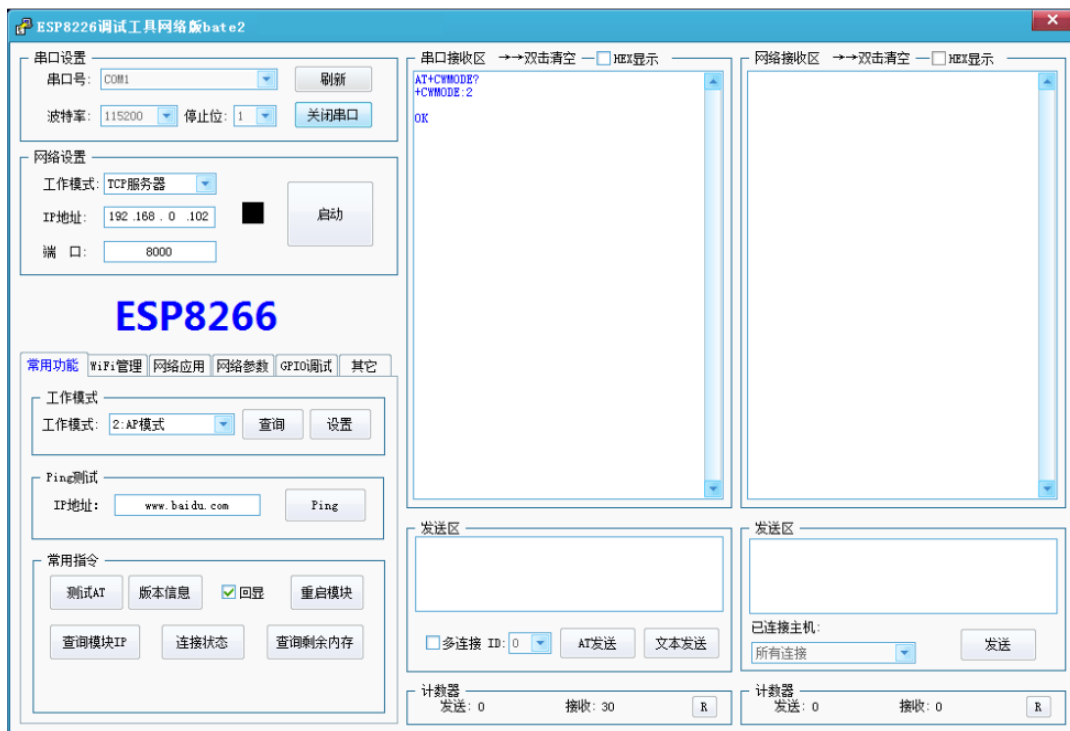 ESP8226调试工具网络版bate2
串口设置
串口号: COM1 刷新
波特率: 115200 停止位: 1 关闭串口
网络设置
工作模式: TCP服务器
IP地址: 192 .168 . 0 .102 启动
端 口: 8000
ESP8266
常用功能 WiFi管理 网络应用 网络参数 GPIO调试 其它
工作模式
工作模式: 2:AP模式 查询 设置
Ping测试
IP地址: www.baidu.com Ping
常用指令
测试AT 版本信息 回显 重启模块
查询模块IP 连接状态 查询剩余内存
串口接收区 →→双击清空 HEX显示
AT+CWMODE?
+CWMODE:2
OK
发送区
多连接 ID: 0 AT发送 文本发送
计数器
发送: 0 接收: 30 R
网络接收区 →→双击清空 HEX显示
发送区
已连接主机:
所有连接 发送
计数器
发送: 0 接收: 0 R